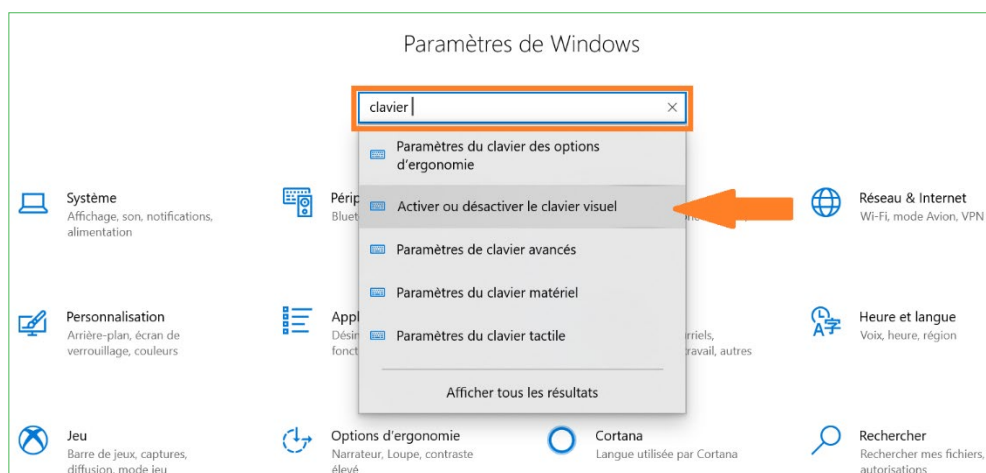 Paramètres de Windows
clavier
Paramètres du clavier des options
d'ergonomie
Activer ou désactiver le clavier visuel
Paramètres de clavier avancés
Paramètres du clavier matériel
Paramètres du clavier tactile
Afficher tous les résultats
Système
Affichage, son, notifications,
alimentation
Réseau & Internet
Wi-Fi, mode Avion, VPN
Personnalisation
Arrière-plan, écran de
verrouillage, couleurs
Heure et langue
Voix, heure, région
Jeu
Barre de jeux, captures,
diffusion, mode jeu
Options d'ergonomie
Narrateur, Loupe, contraste
élevé
Cortana
Langue utilisée par Cortana
Rechercher
Rechercher mes fichiers,
autorisations